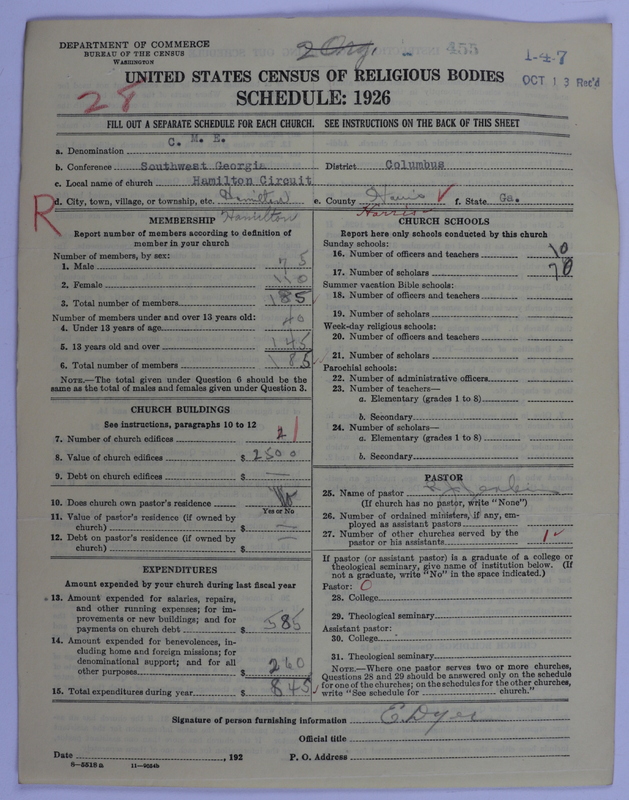 DEPARTMENT OF COMMERCE
BUREAU OF THE CENSUS
WASHINGTON
2 Org.
455
1-4-7
OCT 13 Rec'd
UNITED STATES CENSUS OF RELIGIOUS BODIES
28
SCHEDULE: 1926
FILL OUT A SEPARATE SCHEDULE FOR EACH CHURCH. SEE INSTRUCTIONS ON THE BACK OF THIS SHEET
a. Denomination C. M. E.
b. Conference Southwest Georgia District Columbus
c. Local name of church Hamilton Circuit
d. City, town, village, or township, etc. Hamilton e. County Harris f. State Ga.
R
Hamilton
Harris
MEMBERSHIP
Report number of members according to definition of
member in your church
Number of members, by sex:
1. Male 75
2. Female 110
3. Total number of members 185
Number of members under and over 13 years old:
4. Under 13 years of age 40
5. 13 years old and over 145
6. Total number of members 185
NOTE.—The total given under Question 6 should be the
same as the total of males and females given under Question 3.
CHURCH BUILDINGS
See instructions, paragraphs 10 to 12
7. Number of church edifices 2 1
8. Value of church edifices $ 2500
9. Debt on church edifices $ —
10. Does church own pastor's residence No
Yes or No
11. Value of pastor's residence (if owned by
church) $ —
12. Debt on pastor's residence (if owned by
church) $ —
EXPENDITURES
Amount expended by your church during last fiscal year
13. Amount expended for salaries, repairs,
and other running expenses; for im-
provements or new buildings; and for
payments on church debt $ 585
14. Amount expended for benevolences, in-
cluding home and foreign missions; for
denominational support; and for all
other purposes $ 260
15. Total expenditures during year $ 845
CHURCH SCHOOLS
Report here only schools conducted by this church
Sunday schools:
16. Number of officers and teachers 10
17. Number of scholars 70
Summer vacation Bible schools:
18. Number of officers and teachers
19. Number of scholars
Week-day religious schools:
20. Number of officers and teachers
21. Number of scholars
Parochial schools:
22. Number of administrative officers
23. Number of teachers—
a. Elementary (grades 1 to 8)
b. Secondary
24. Number of scholars—
a. Elementary (grades 1 to 8)
b. Secondary
PASTOR
25. Name of pastor
(If church has no pastor, write "None")
26. Number of ordained ministers, if any, em-
ployed as assistant pastors
27. Number of other churches served by the
pastor or his assistants 1
If pastor (or assistant pastor) is a graduate of a college or
theological seminary, give name of institution below. (If
not a graduate, write "No" in the space indicated.)
Pastor: 0
28. College
29. Theological seminary
Assistant pastor:
30. College
31. Theological seminary
NOTE.—Where one pastor serves two or more churches,
Questions 28 and 29 should be answered only on the schedule
for one of the churches; on the schedules for the other churches,
write "See schedule for church."
Signature of person furnishing information E. Dyer
Official title
Date , 192 P. O. Address
8—5518 a 11—9024b